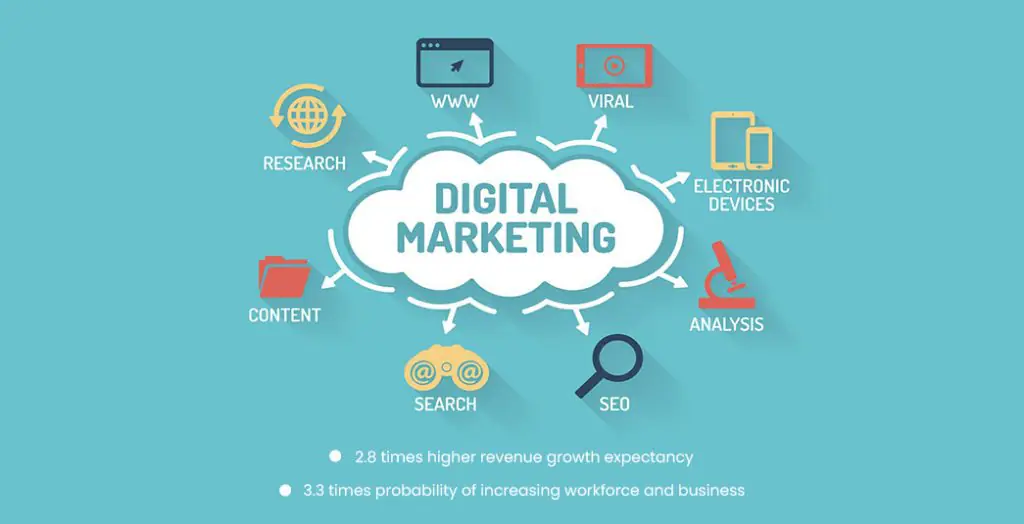 WWW
VIRAL
RESEARCH
ELECTRONIC
DEVICES
DIGITAL
MARKETING
CONTENT
ANALYSIS
@ @
SEARCH
SEO
2.8 times higher revenue growth expectancy
3.3 times probability of increasing workforce and business